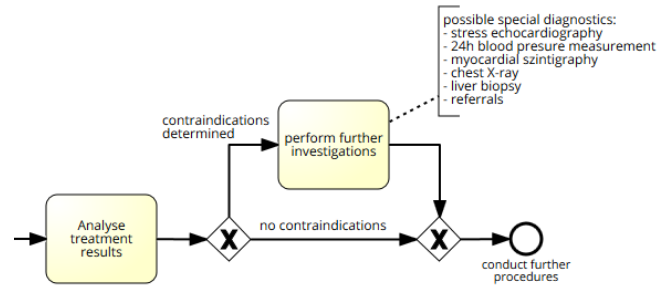 possible special diagnostics:
- stress echocardiography
- 24h blood presure measurement
- myocardial szintigraphy
- chest X-ray
- liver biopsy
- referrals
contraindications
determined
perform further
investigations
Analyse
treatment
results
X
no contraindications
X
conduct further
procedures